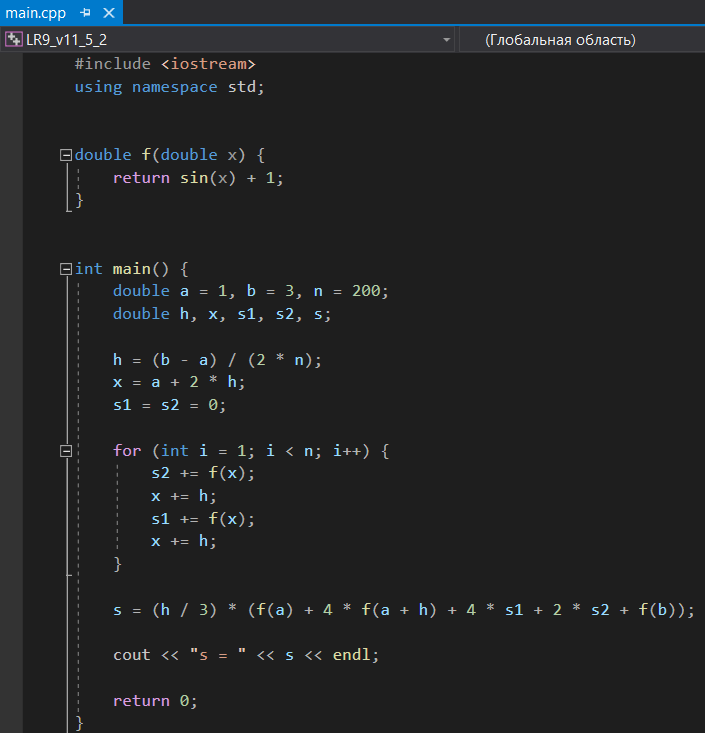 main.cpp
LR9_v11_5_2 (Глобальная область)
#include <iostream>
using namespace std;
double f(double x) {
    return sin(x) + 1;
}
int main() {
    double a = 1, b = 3, n = 200;
    double h, x, s1, s2, s;
    h = (b - a) / (2 * n);
    x = a + 2 * h;
    s1 = s2 = 0;
    for (int i = 1; i < n; i++) {
        s2 += f(x);
        x += h;
        s1 += f(x);
        x += h;
    }
    s = (h / 3) * (f(a) + 4 * f(a + h) + 4 * s1 + 2 * s2 + f(b));
    cout << "s = " << s << endl;
    return 0;
}